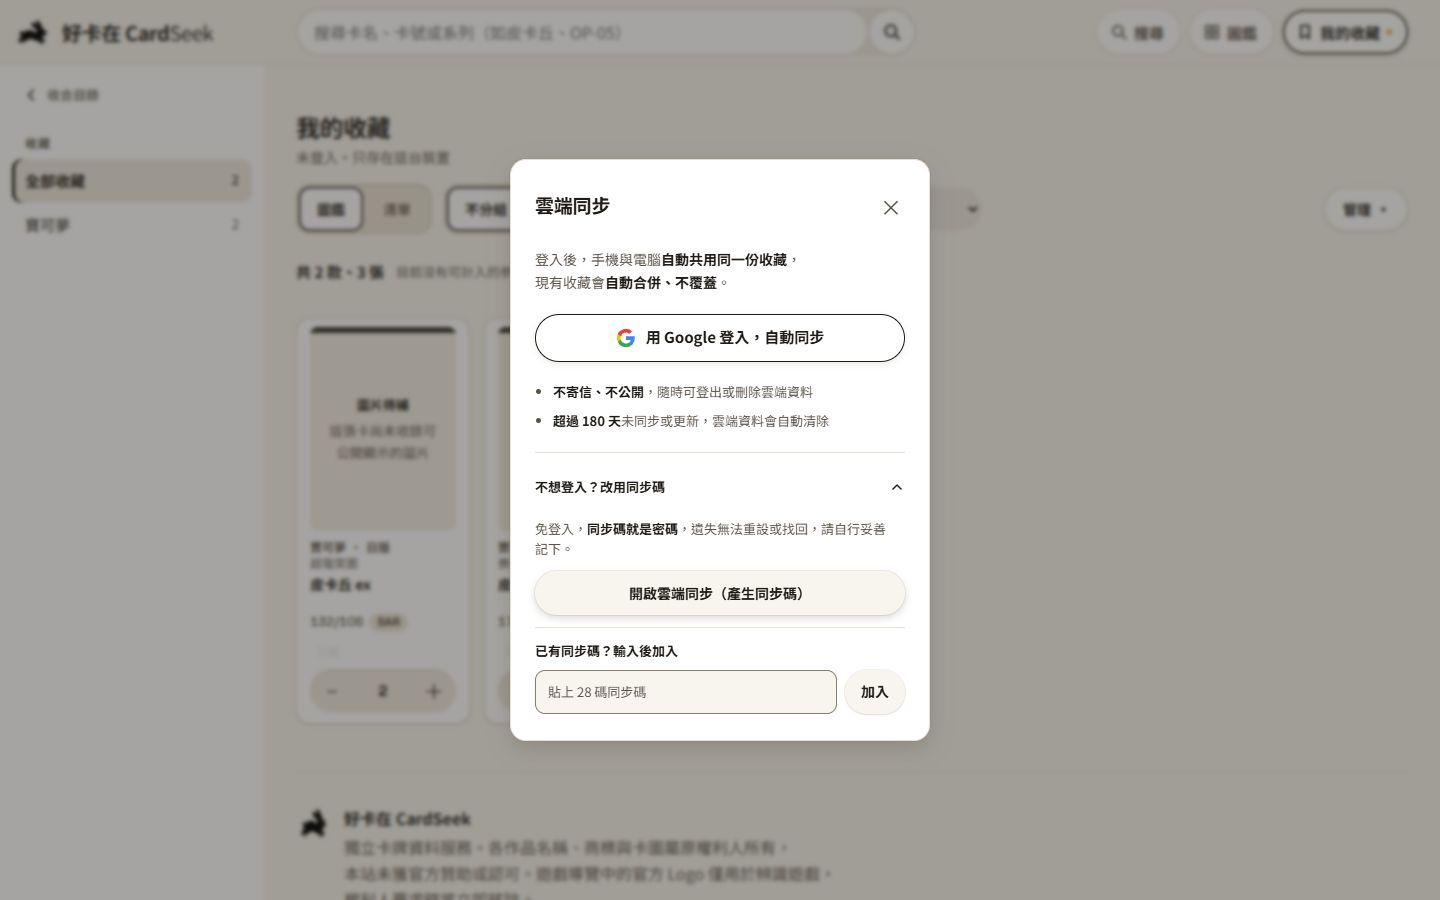 好卡在 CardSeek
搜尋卡名、卡號或系列（如皮卡丘、OP-05）
搜尋
圖鑑
我的收藏
收合目錄
收藏
全部收藏
2
寶可夢
2
我的收藏
未登入・只存在這台裝置
圖鑑
清單
不分組
管理
共 2 款、3 張
圖片待補
這張卡尚未收錄可
公開顯示的圖片
寶可夢 · 日版
超電突圍
皮卡丘 ex
132/106
SAR
− 2 +
雲端同步
登入後，手機與電腦自動共用同一份收藏，
現有收藏會自動合併、不覆蓋。
用 Google 登入，自動同步
不寄信、不公開，隨時可登出或刪除雲端資料
超過 180 天未同步或更新，雲端資料會自動清除
不想登入？改用同步碼
免登入，同步碼就是密碼，遺失無法重設或找回，請自行妥善
記下。
開啟雲端同步（產生同步碼）
已有同步碼？輸入後加入
貼上 28 碼同步碼
加入
好卡在 CardSeek
獨立卡牌資料服務。各作品名稱、商標與卡圖屬原權利人所有，
本站未獲官方贊助或認可。遊戲導覽中的官方 Logo 僅用於辨識遊戲，